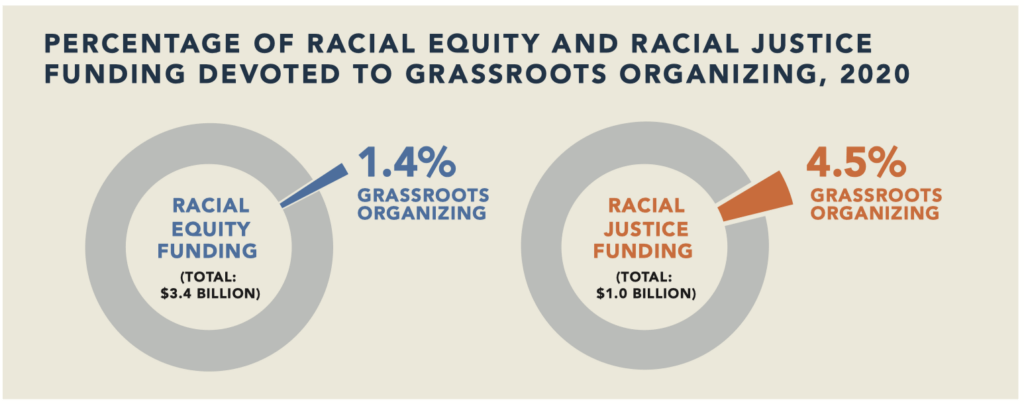 PERCENTAGE OF RACIAL EQUITY AND RACIAL JUSTICE
FUNDING DEVOTED TO GRASSROOTS ORGANIZING, 2020
1.4%
GRASSROOTS
ORGANIZING
RACIAL
EQUITY
FUNDING
(TOTAL:
$3.4 BILLION)
4.5%
GRASSROOTS
ORGANIZING
RACIAL
JUSTICE
FUNDING
(TOTAL:
$1.0 BILLION)